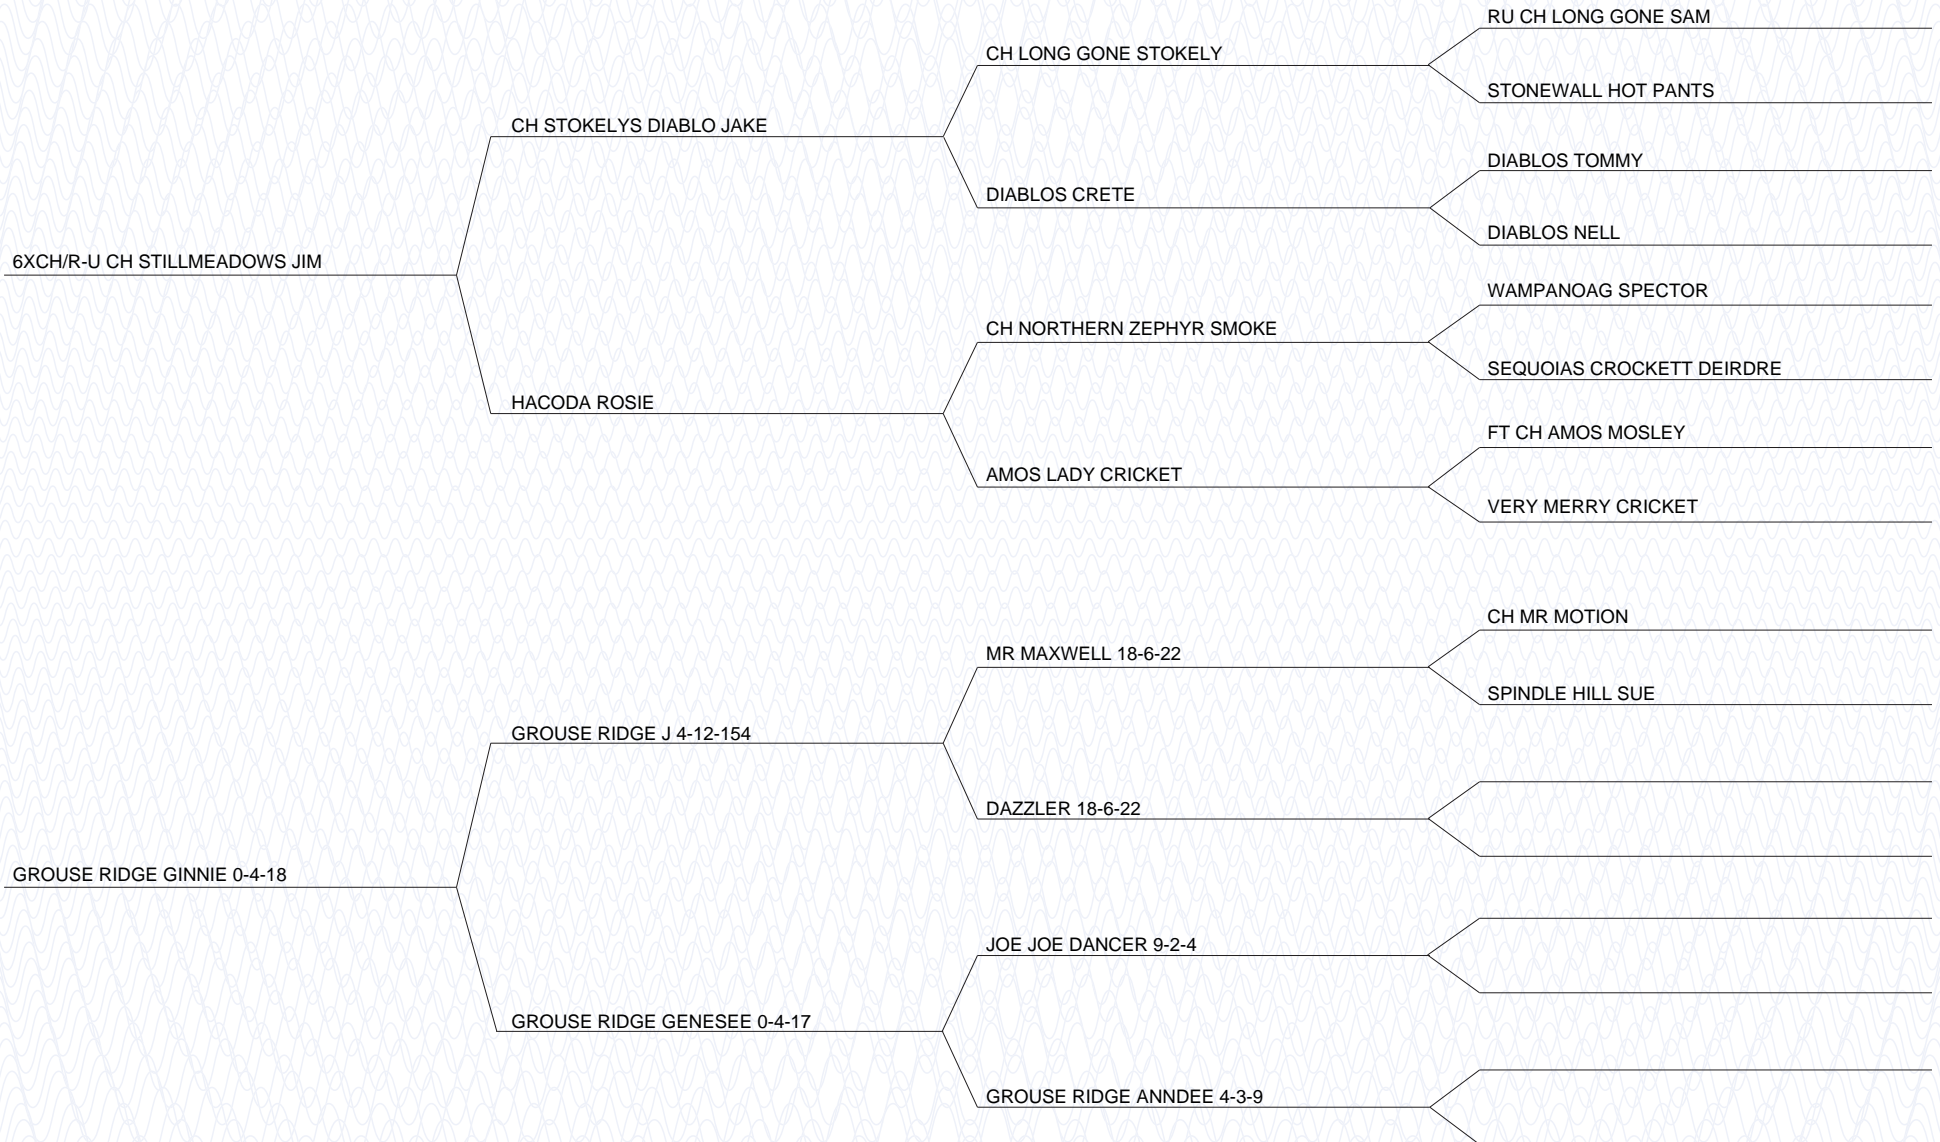 RU CH LONG GONE SAM
CH LONG GONE STOKELY
STONEWALL HOT PANTS
CH STOKELYS DIABLO JAKE
DIABLOS TOMMY
DIABLOS CRETE
DIABLOS NELL
6XCH/R-U CH STILLMEADOWS JIM
WAMPANOAG SPECTOR
CH NORTHERN ZEPHYR SMOKE
SEQUOIAS CROCKETT DEIRDRE
HACODA ROSIE
FT CH AMOS MOSLEY
AMOS LADY CRICKET
VERY MERRY CRICKET
CH MR MOTION
MR MAXWELL 18-6-22
SPINDLE HILL SUE
GROUSE RIDGE J 4-12-154
DAZZLER 18-6-22
GROUSE RIDGE GINNIE 0-4-18
JOE JOE DANCER 9-2-4
GROUSE RIDGE GENESEE 0-4-17
GROUSE RIDGE ANNDEE 4-3-9